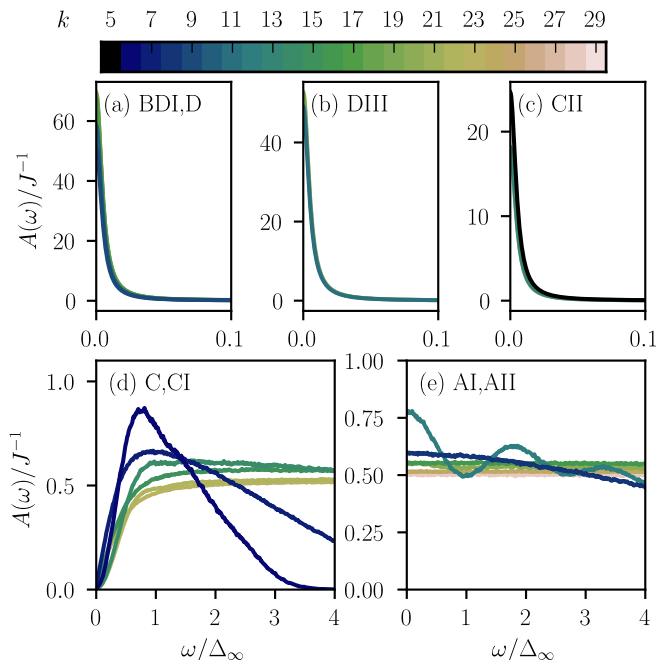 k 5 7 9 11 13 15 17 19 21 23 25 27 29
(a) BDI,D (b) DIII (c) CII
A(ω)/J⁻¹
60
40
20
0
40
20
0
20
10
0
0.0 0.1 0.0 0.1 0.0 0.1
(d) C,CI (e) AI,AII
A(ω)/J⁻¹
1.0
0.5
0.0
1.00
0.75
0.50
0.25
0.00
0 1 2 3 4 0 1 2 3 4
ω/Δ∞ ω/Δ∞